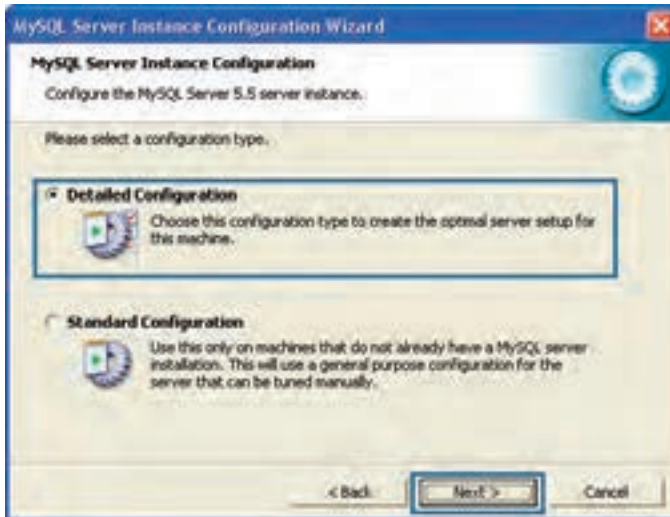 MySQL Server Instance Configuration Wizard
MySQL Server Instance Configuration
Configure the MySQL Server 5.5 server instance.
Please select a configuration type.
Detailed Configuration
Choose this configuration type to create the optimal server setup for
this machine.
Standard Configuration
Use this only on machines that do not already have a MySQL server
installation. This will use a general purpose configuration for the
server that can be tuned manually.
< Back
Next >
Cancel